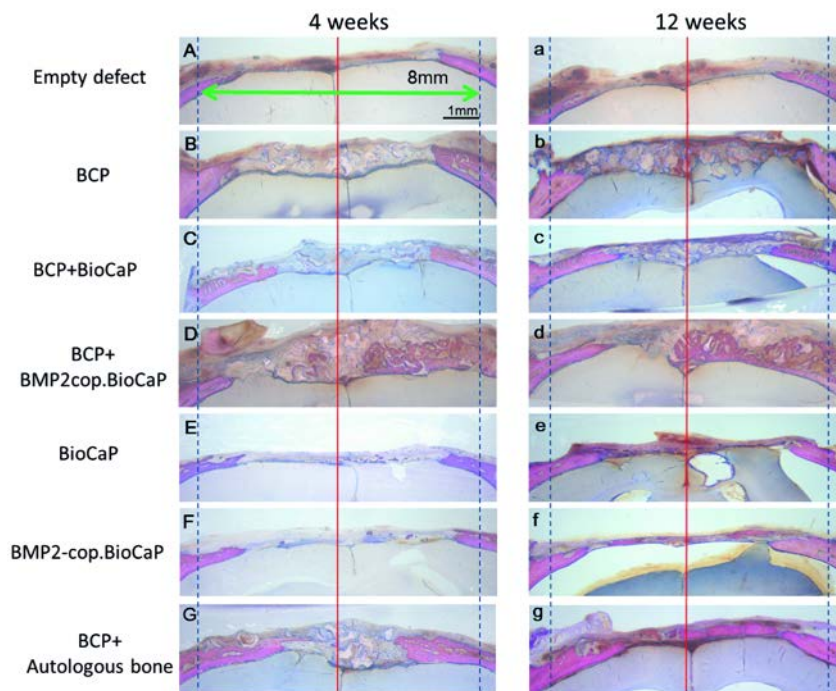 4 weeks 12 weeks
Empty defect A 8mm 1mm a
BCP B b
BCP+BioCaP C c
BCP+
BMP2cop.BioCaP D d
BioCaP E e
BMP2-cop.BioCaP F f
BCP+
Autologous bone G g